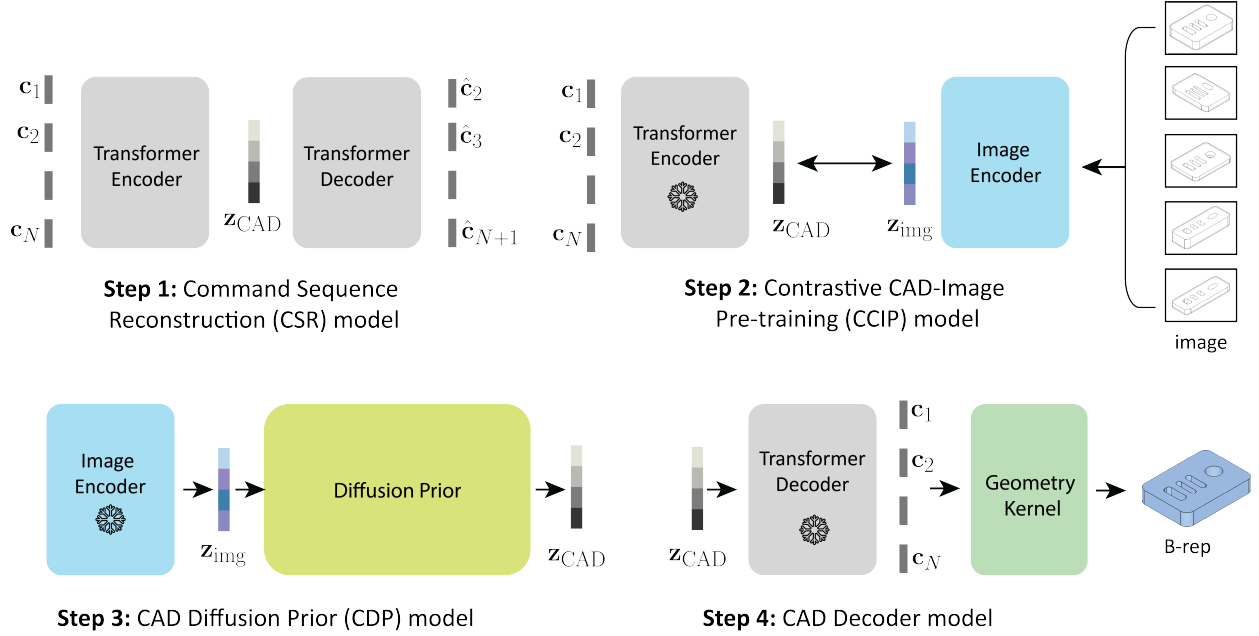 c1
c2
cN
Transformer
Encoder
zCAD
Transformer
Decoder
ĉ2
ĉ3
ĉN+1
Step 1: Command Sequence
Reconstruction (CSR) model
c1
c2
cN
Transformer
Encoder
zCAD
zimg
Image
Encoder
image
Step 2: Contrastive CAD-Image
Pre-training (CCIP) model
Image
Encoder
zimg
Diffusion Prior
zCAD
Step 3: CAD Diffusion Prior (CDP) model
zCAD
Transformer
Decoder
c1
c2
cN
Geometry
Kernel
B-rep
Step 4: CAD Decoder model